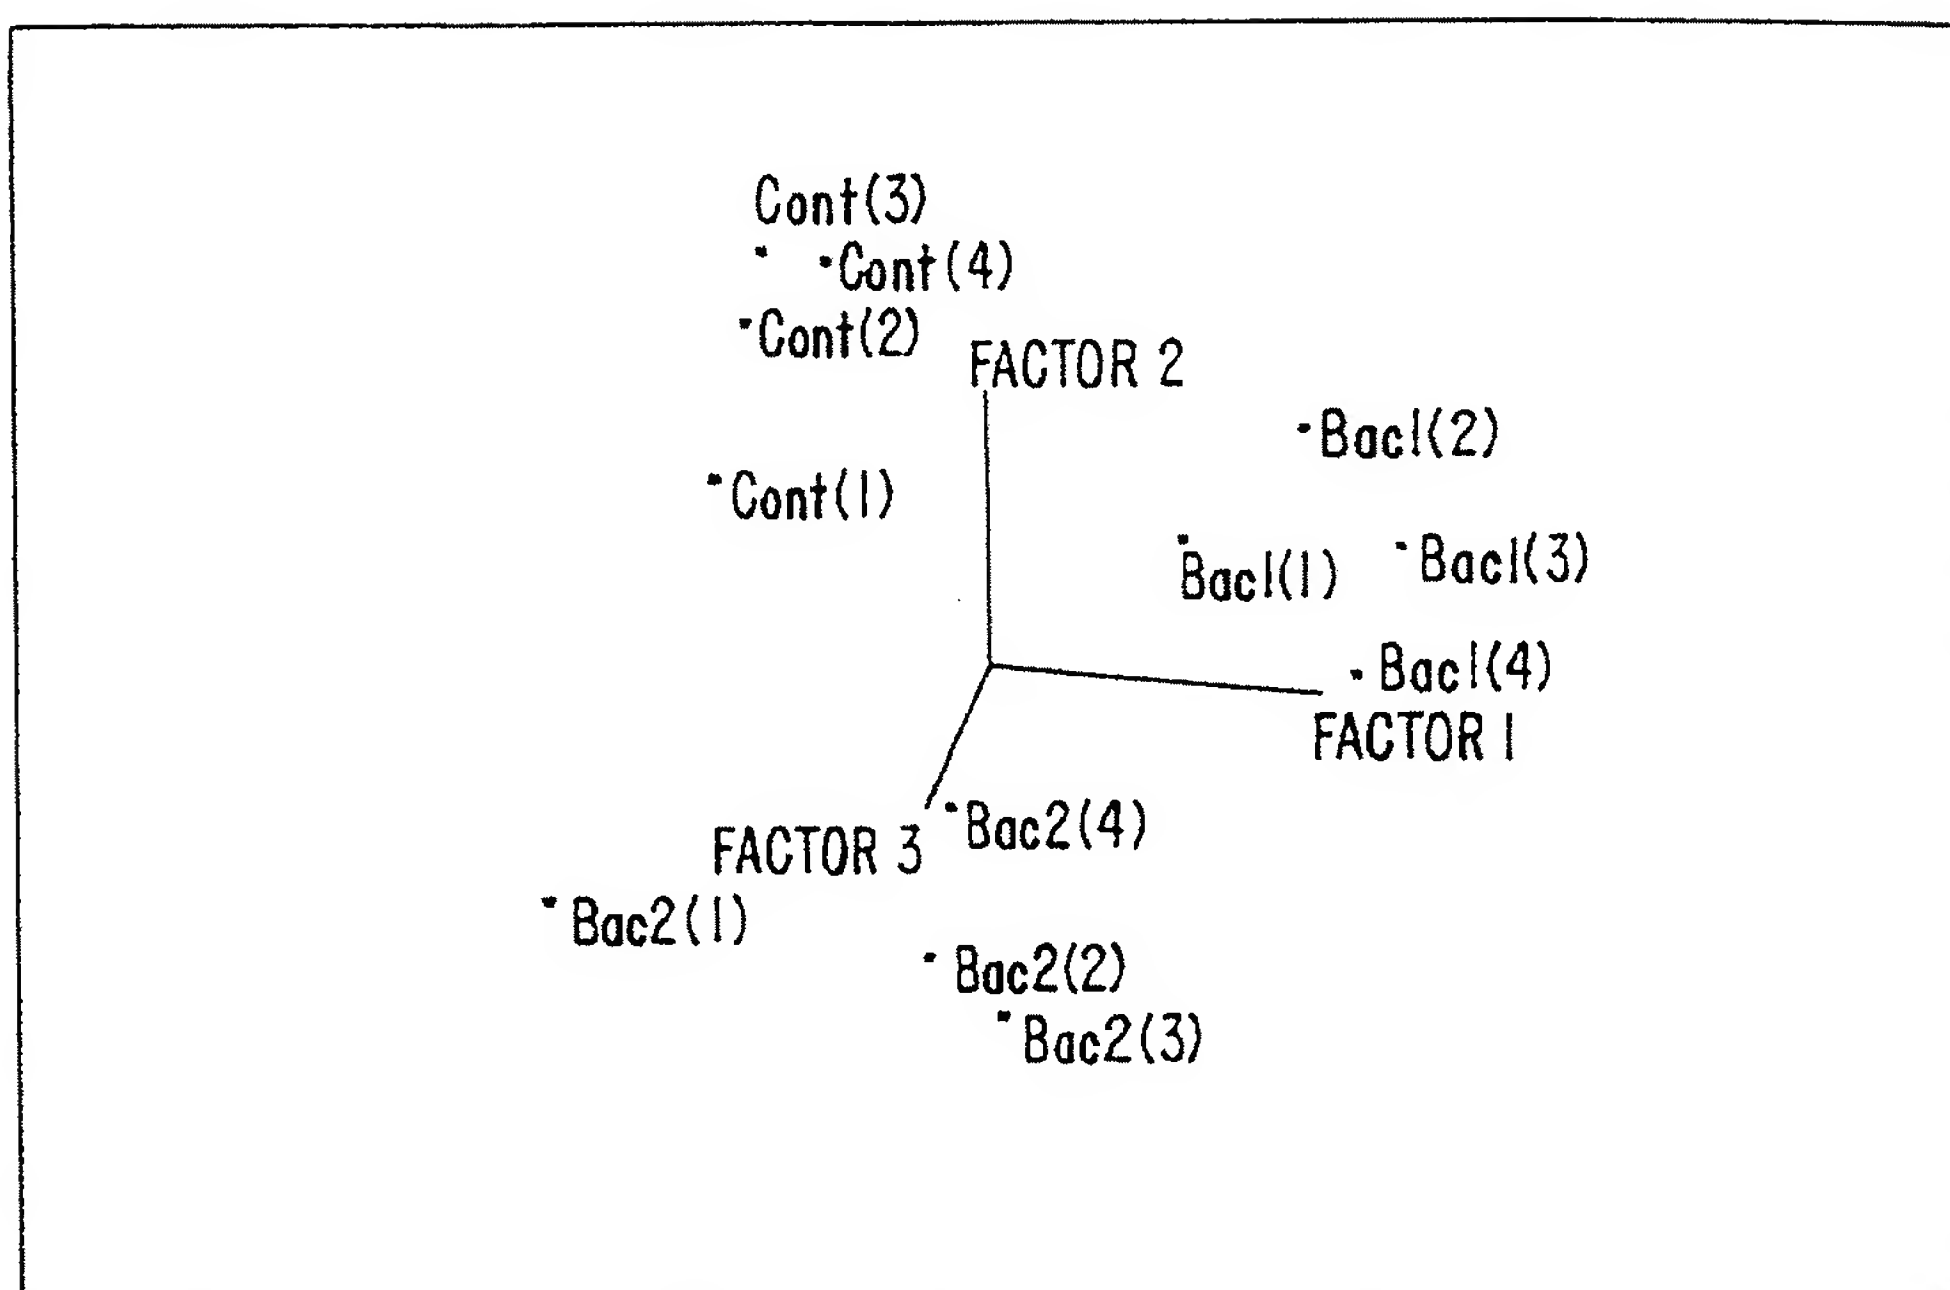 Cont(3)
Cont(4)
Cont(2)
FACTOR 2
Bac1(2)
Cont(1)
Bac1(1)
Bac1(3)
Bac1(4)
FACTOR 1
Bac2(4)
FACTOR 3
Bac2(1)
Bac2(2)
Bac2(3)